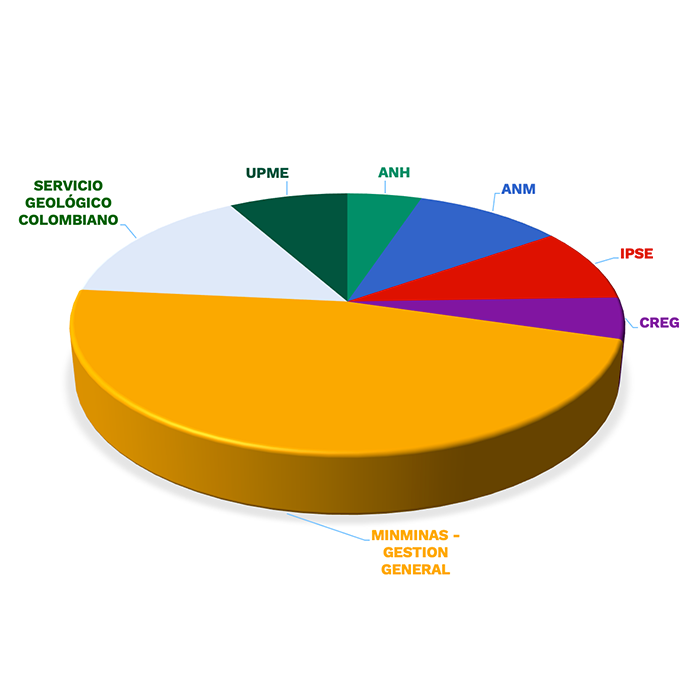 UPME
ANH
SERVICIO
GEOLÓGICO
COLOMBIANO
ANM
IPSE
CREG
MINMINAS -
GESTION
GENERAL